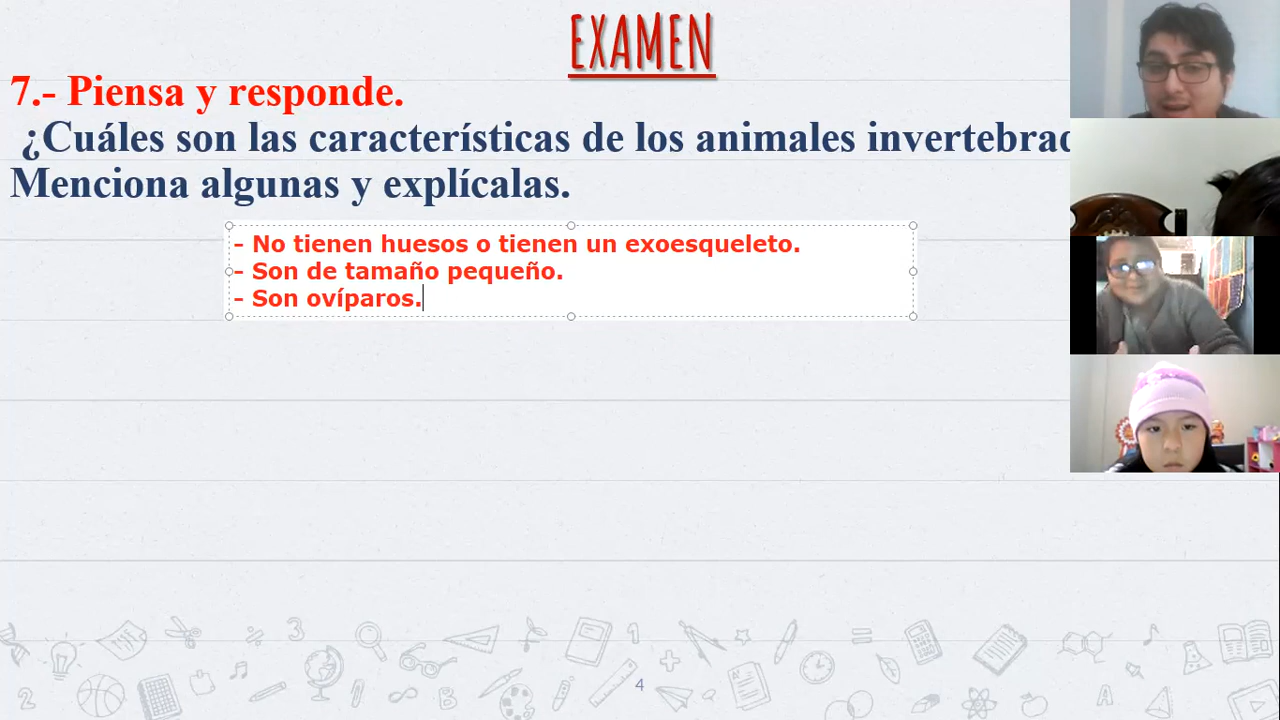 EXAMEN
7.- Piensa y responde.
¿Cuáles son las características de los animales
Menciona algunas y explícalas.
- No tienen huesos o tienen un exoesqueleto.
- Son de tamaño pequeño.
- Son ovíparos.
4